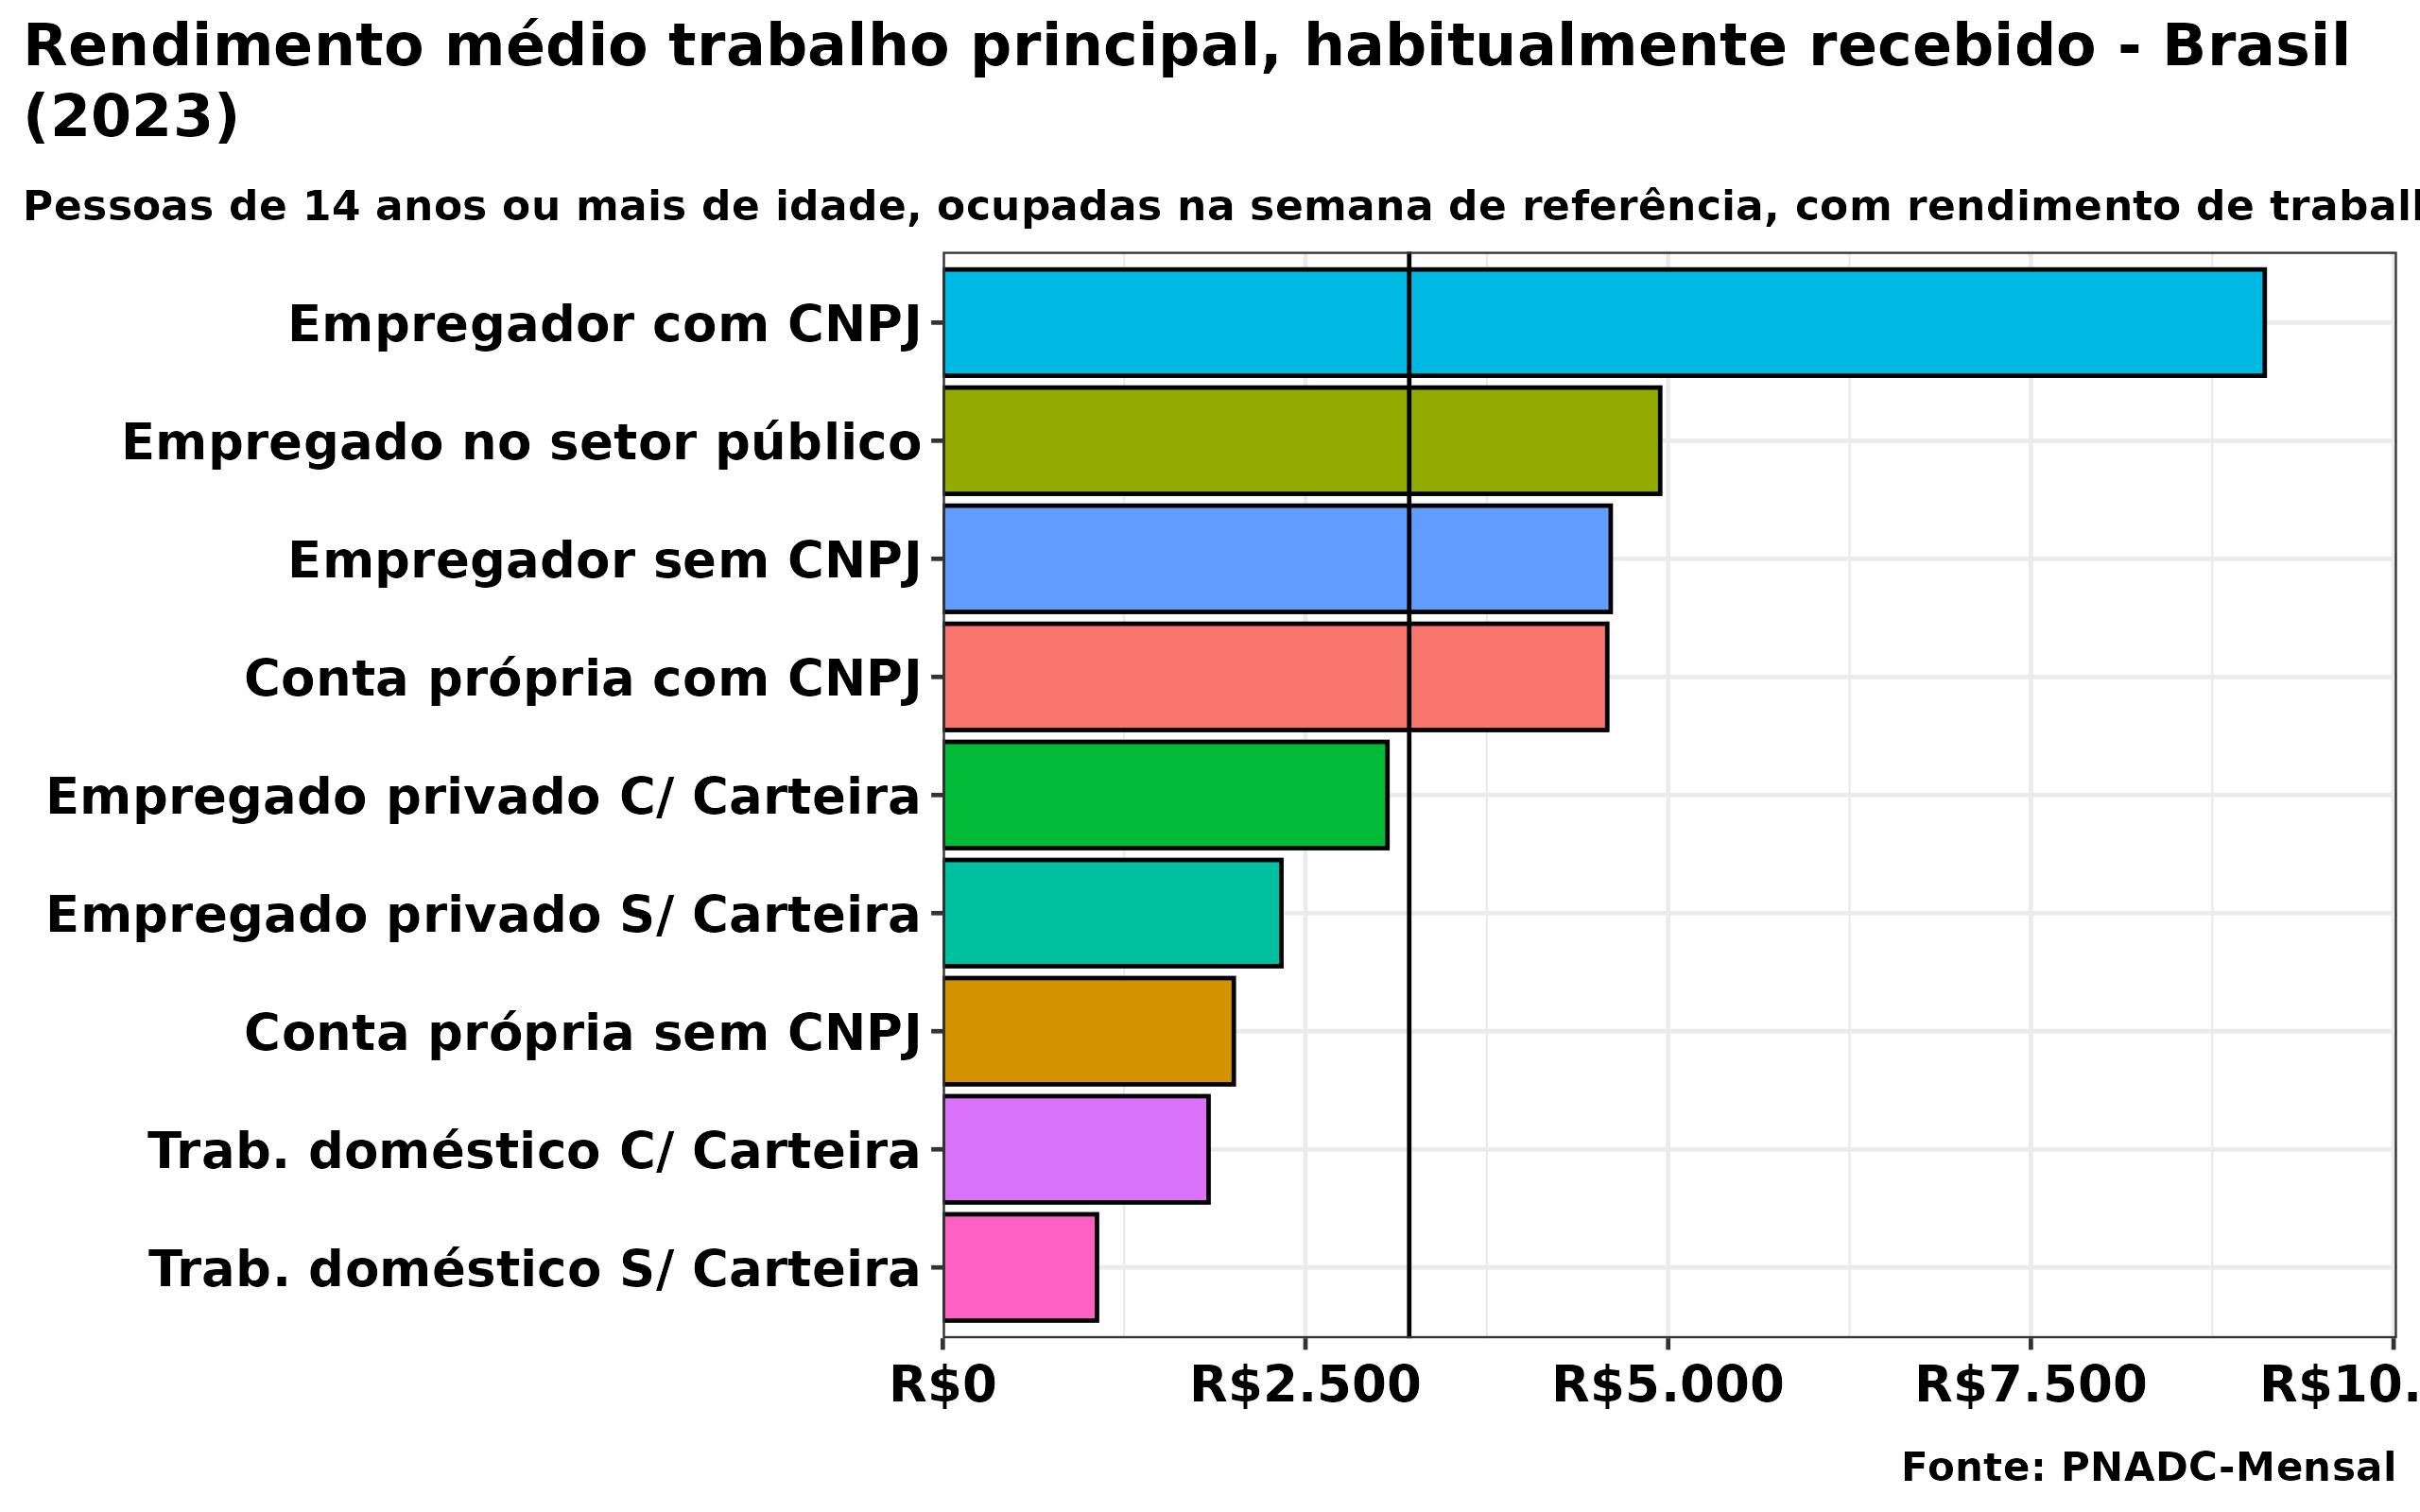 Rendimento médio trabalho principal, habitualmente recebido - Brasil
(2023)
Pessoas de 14 anos ou mais de idade, ocupadas na semana de referência, com rendimento de
Empregador com CNPJ
Empregado no setor público
Empregador sem CNPJ
Conta própria com CNPJ
Empregado privado C/ Carteira
Empregado privado S/ Carteira
Conta própria sem CNPJ
Trab. doméstico C/ Carteira
Trab. doméstico S/ Carteira
R$0 R$2.500 R$5.000 R$7.500 R$10.
Fonte: PNADC-Mensal